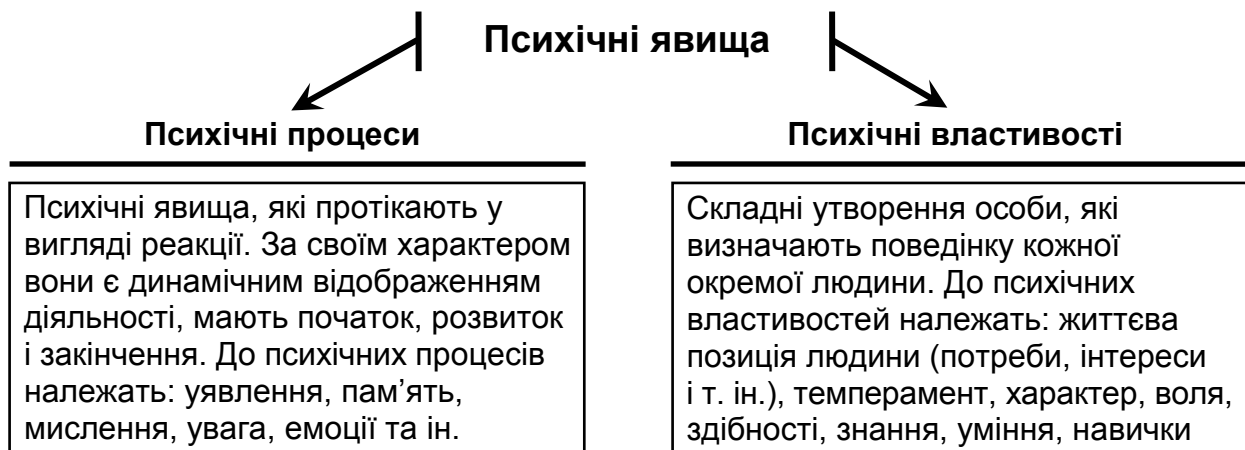 Психічні явища
Психічні процеси
Психічні явища, які протікають у
вигляді реакції. За своїм характером
вони є динамічним відображенням
діяльності, мають початок, розвиток
і закінчення. До психічних процесів
належать: уявлення, пам’ять,
мислення, увага, емоції та ін.
Психічні властивості
Складні утворення особи, які
визначають поведінку кожної
окремої людини. До психічних
властивостей належать: життєва
позиція людини (потреби, інтереси
і т. ін.), темперамент, характер, воля,
здібності, знання, уміння, навички